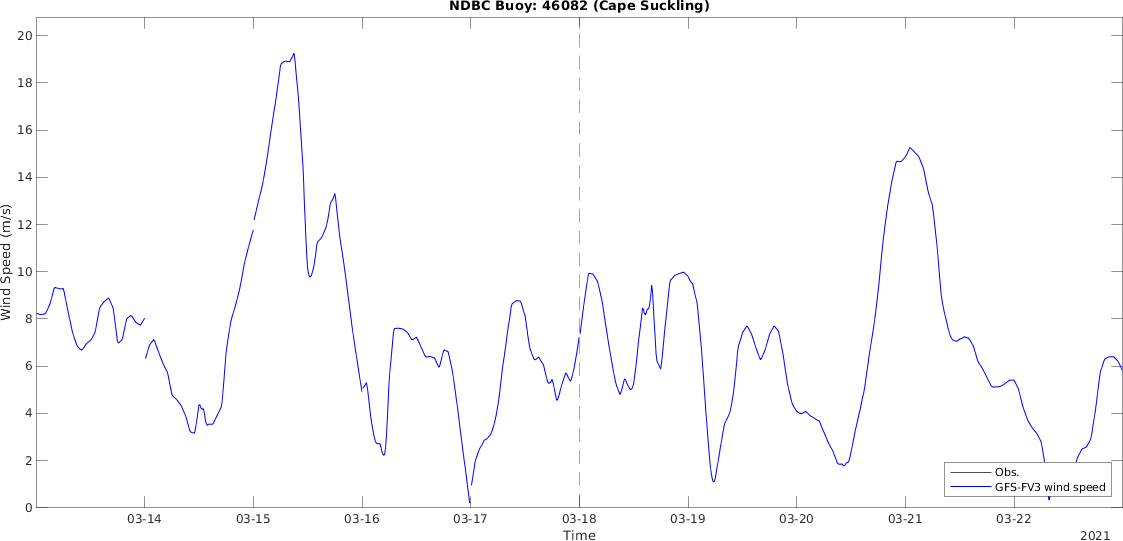 NDBC Buoy: 46082 (Cape Suckling)
20
18
16
14
12
10
8
6
4
2
0
Wind Speed (m/s)
03-14 03-15 03-16 03-17 03-18 03-19 03-20 03-21 03-22
Time
2021
Obs.
GFS-FV3 wind speed